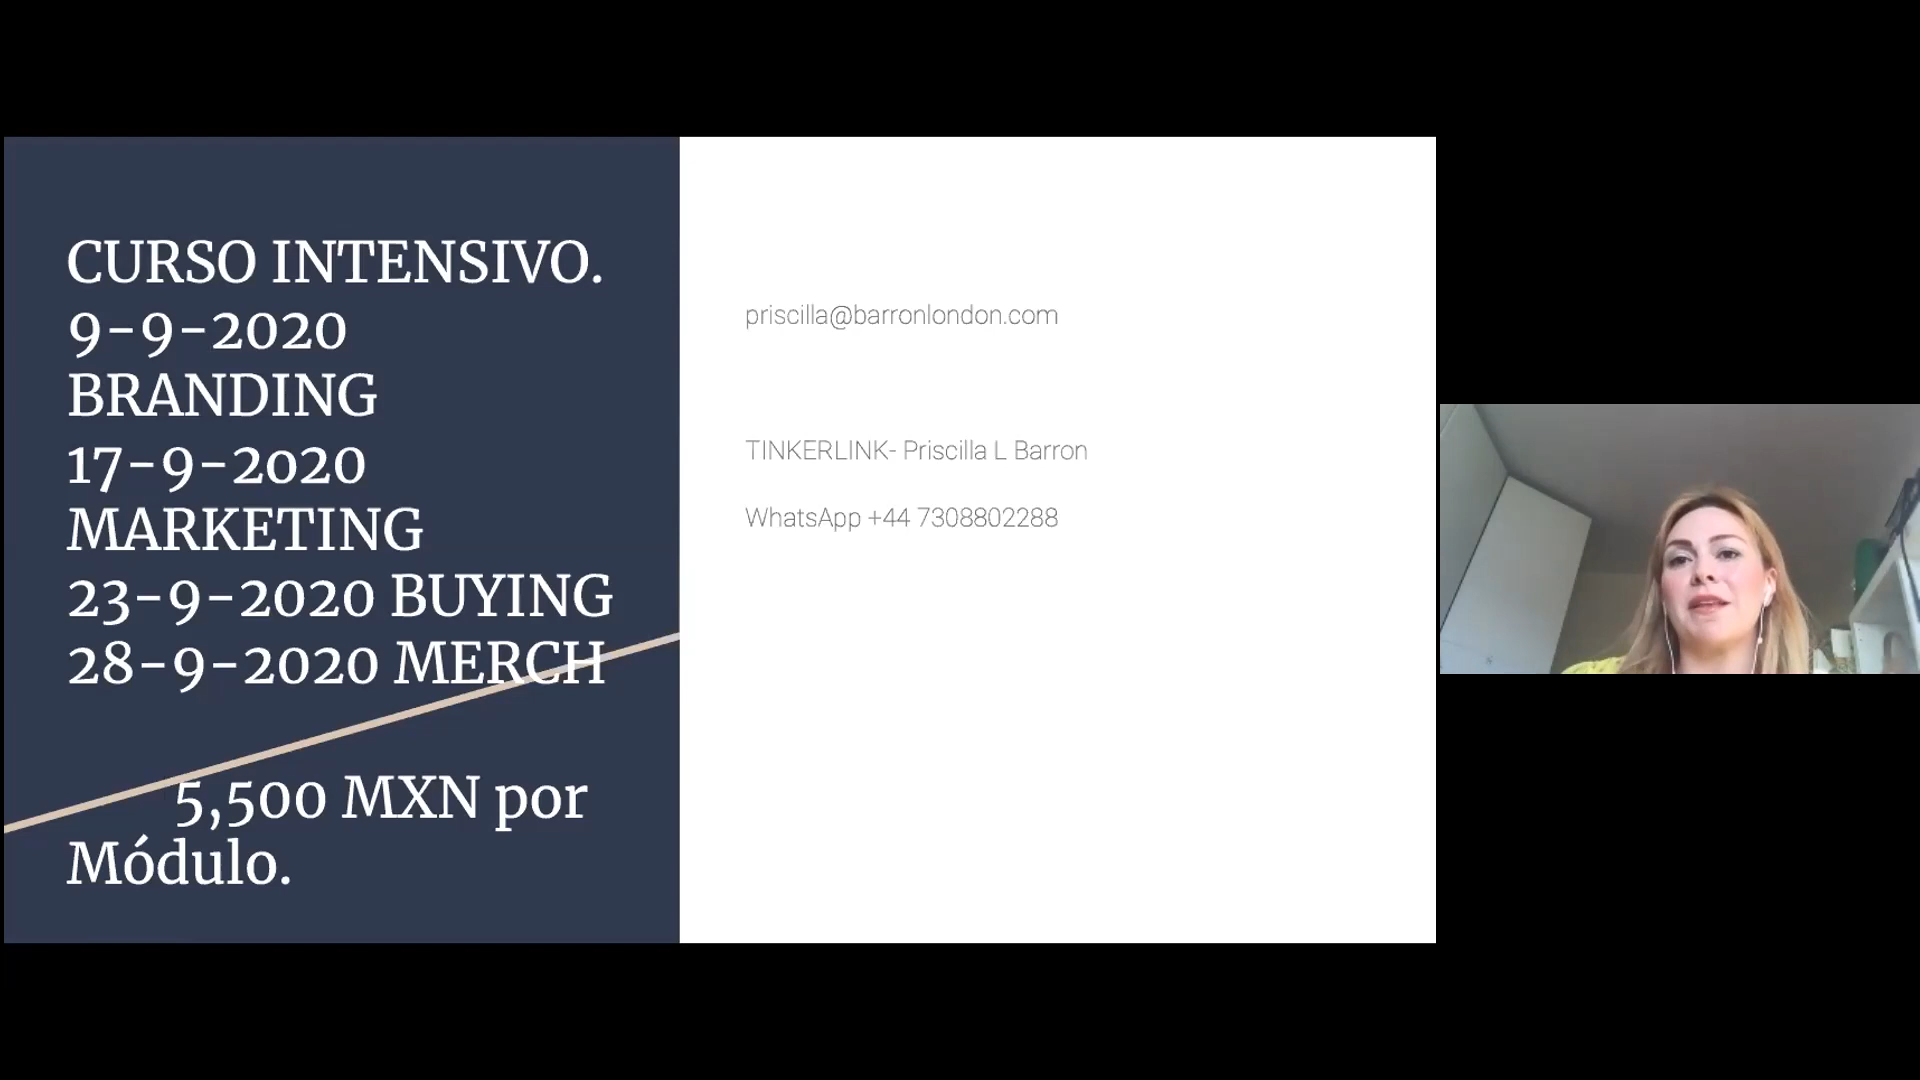 CURSO INTENSIVO.
9-9-2020
BRANDING
17-9-2020
MARKETING
23-9-2020 BUYING
28-9-2020 MERCH
5,500 MXN por
Módulo.
priscilla@barronlondon.com
TINKERLINK- Priscilla L Barron
WhatsApp +44 7308802288